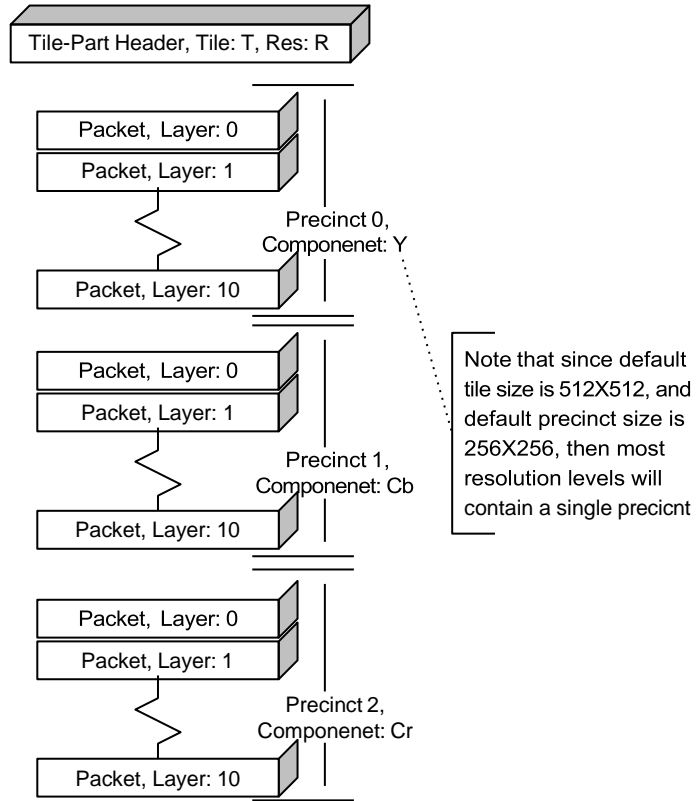 Tile-Part Header, Tile: T, Res: R
Packet, Layer: 0
Packet, Layer: 1
Precinct 0,
Componenet: Y
Packet, Layer: 10
Packet, Layer: 0
Packet, Layer: 1
Precinct 1,
Componenet: Cb
Packet, Layer: 10
Note that since default
tile size is 512X512, and
default precinct size is
256X256, then most
resolution levels will
contain a single precicnt
Packet, Layer: 0
Packet, Layer: 1
Precinct 2,
Componenet: Cr
Packet, Layer: 10